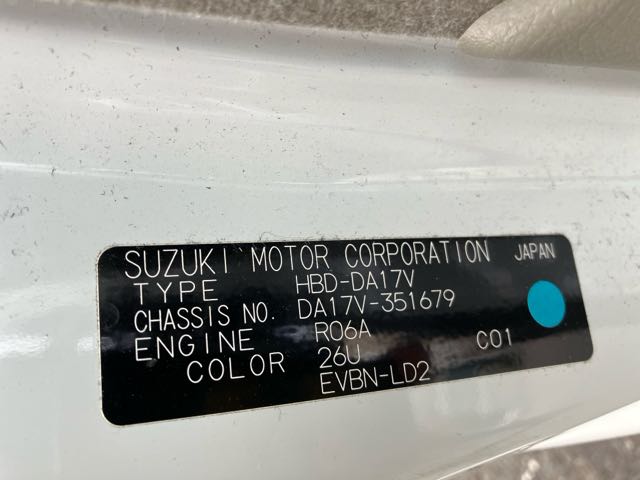 SUZUKI MOTOR CORPORATION JAPAN
TYPE HBD-DA17V
CHASSIS NO. DA17V-351679
ENGINE R06A
COLOR 26U C01
EVBN-LD2